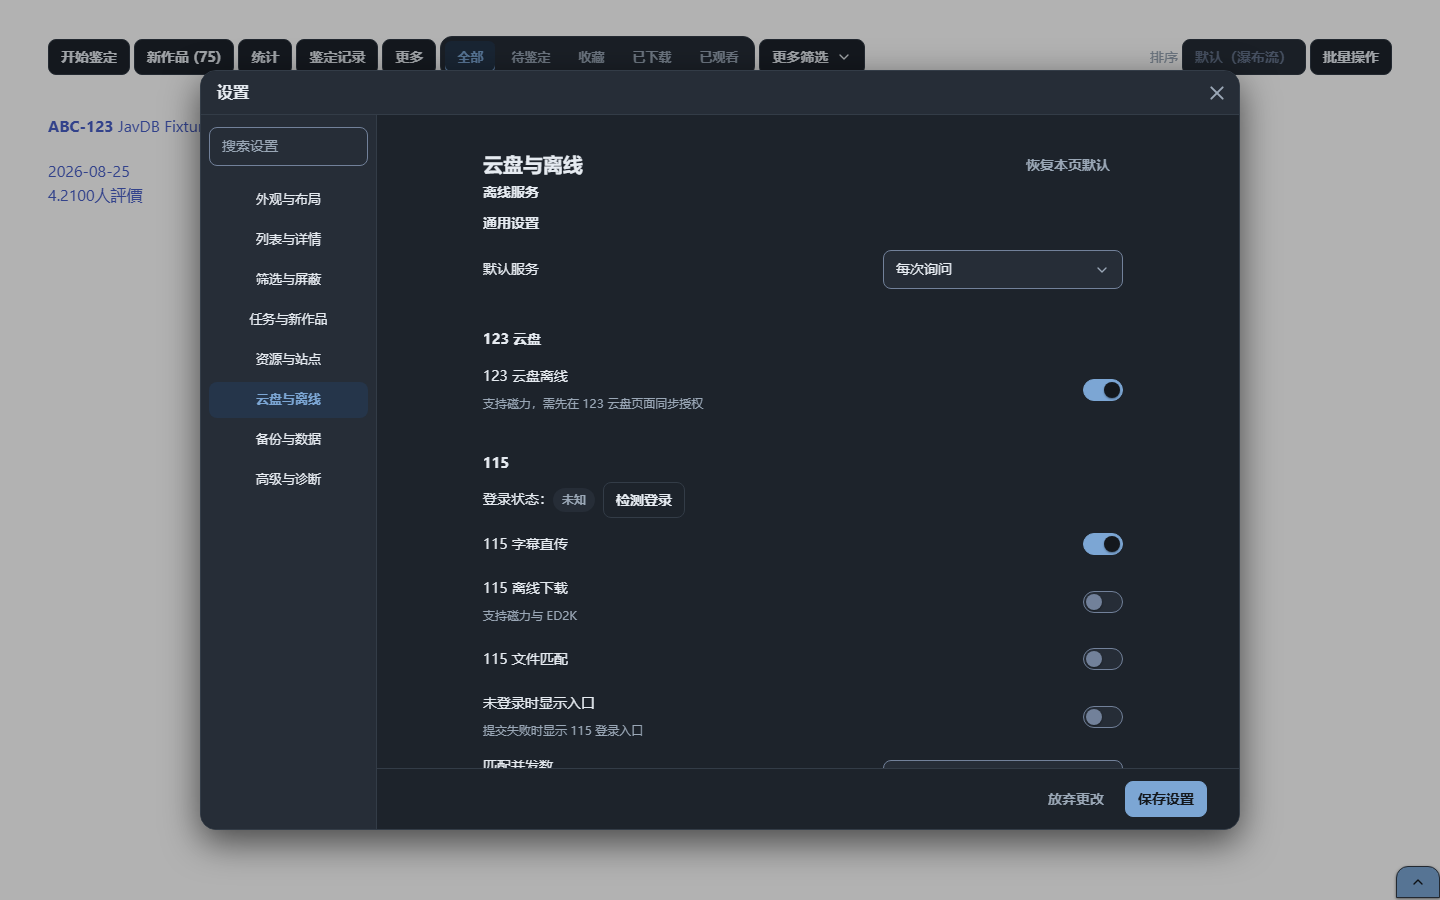 开始鉴定 新作品 (75) 统计 鉴定记录 更多 全部 待鉴定 收藏 已下载 已观看 更多筛选 排序 默认（瀑布流） 批量操作
ABC-123 JavDB Fixtu
2026-08-25
4.2100人評價
设置
搜索设置
外观与布局
列表与详情
筛选与屏蔽
任务与新作品
资源与站点
云盘与离线
备份与数据
高级与诊断
云盘与离线 恢复本页默认
离线服务
通用设置
默认服务 每次询问
123 云盘
123 云盘离线
支持磁力，需先在 123 云盘页面同步授权
115
登录状态： 未知 检测登录
115 字幕直传
115 离线下载
支持磁力与 ED2K
115 文件匹配
未登录时显示入口
提交失败时显示 115 登录入口
匹配并发数
放弃更改 保存设置